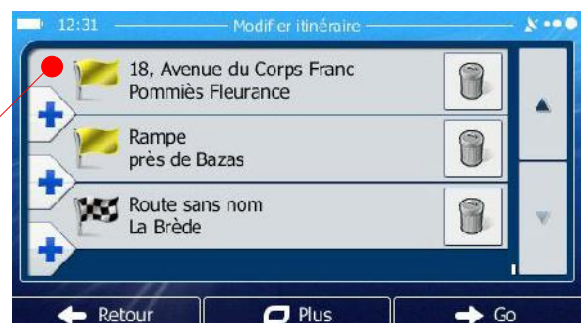 12:31
Modifier itinéraire
18, Avenue du Corps Franc
Pommiès Fleurance
Rampe
près de Bazas
Route sans nom
La Brède
Retour
Plus
Go